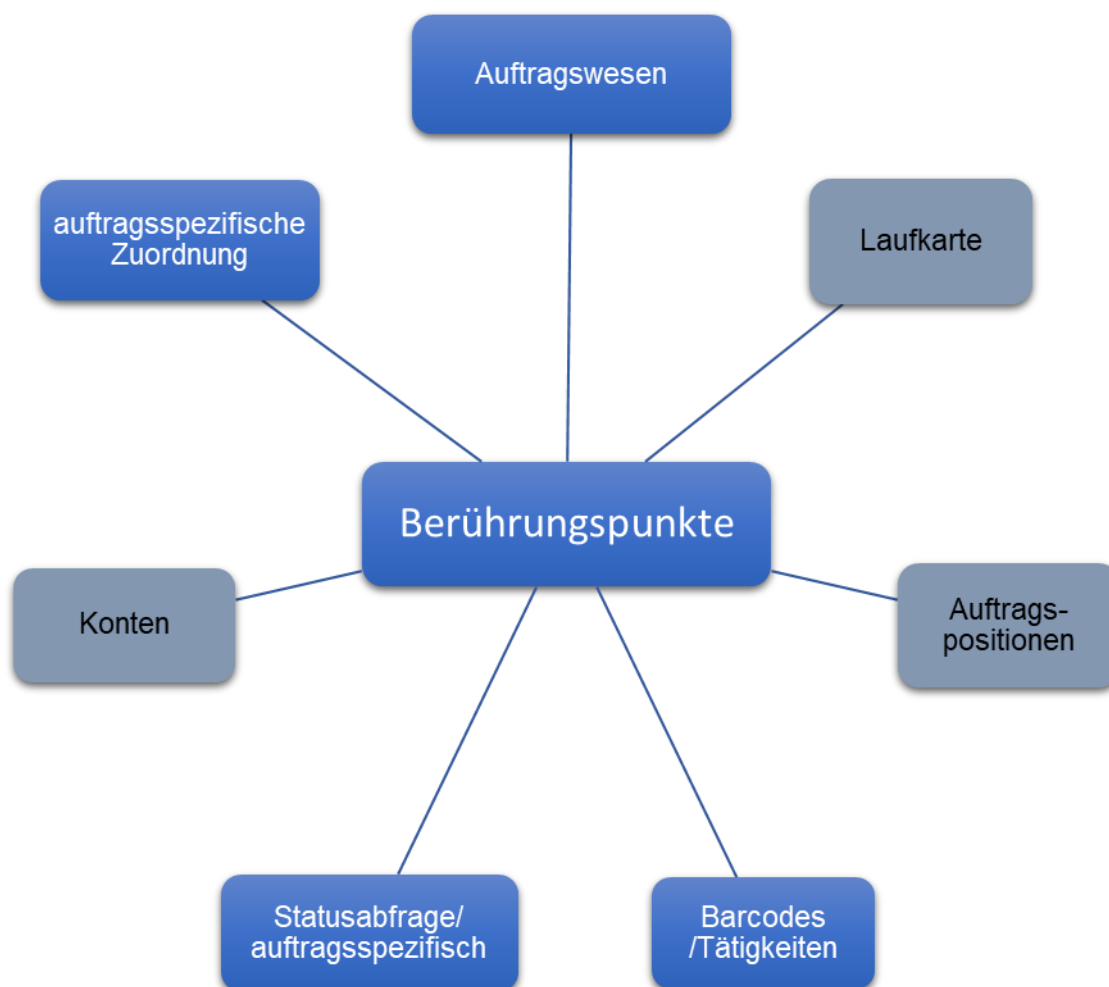 Auftragswesen
auftragsspezifische
Zuordnung
Laufkarte
Berührungspunkte
Konten
Auftrags-
positionen
Statusabfrage/
auftragsspezifisch
Barcodes
/Tätigkeiten